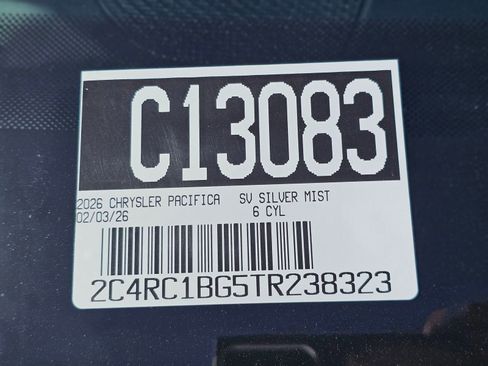 C13083
2026 CHRYSLER PACIFICA SV SILVER MIST
02/03/26 6 CYL
2C4RC1BG5TR238323